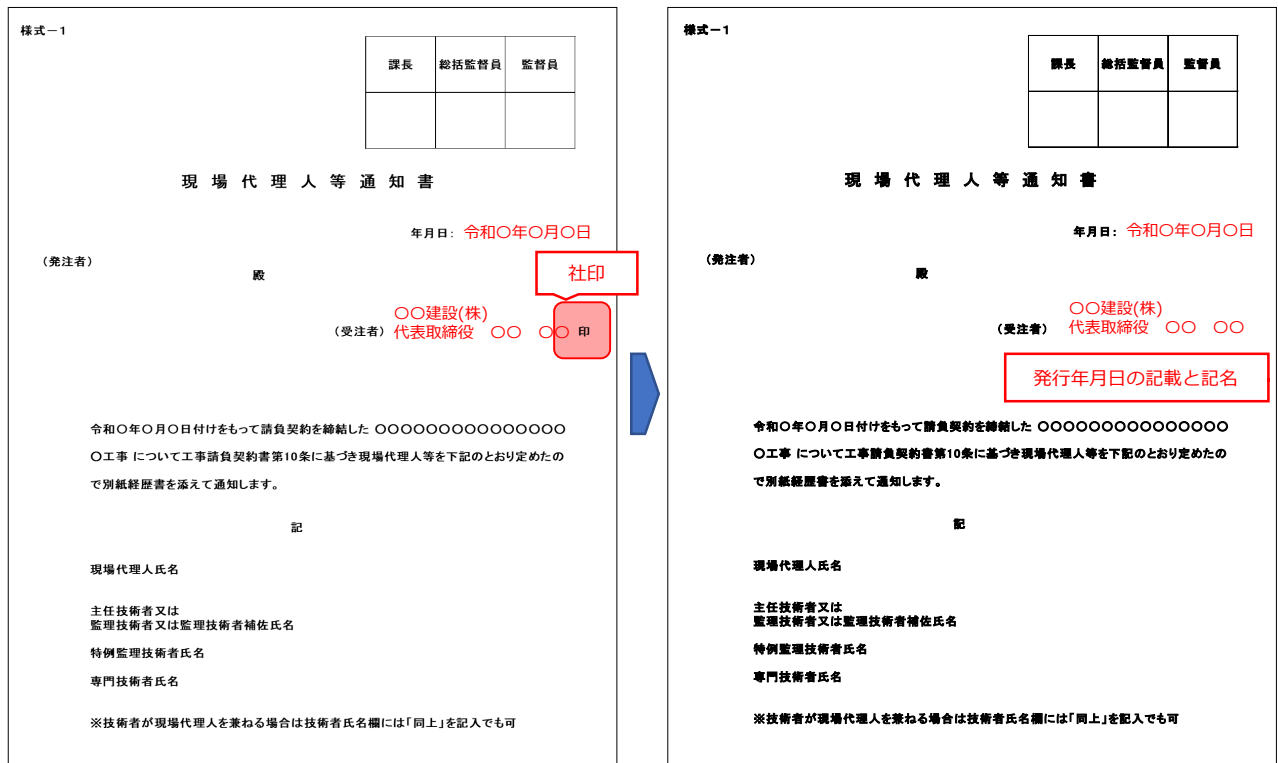 様式－1
課長 総括監督員 監督員
現場代理人等通知書
年月日： 令和〇年〇月〇日
（発注者）
殿
社印
〇〇建設(株)
（受注者） 代表取締役　〇〇　〇〇 印
令和〇年〇月〇日付けをもって請負契約を締結した 〇〇〇〇〇〇〇〇〇〇〇〇〇〇〇
〇工事 について工事請負契約書第10条に基づき現場代理人等を下記のとおり定めたの
で別紙経歴書を添えて通知します。
記
現場代理人氏名
主任技術者又は
監理技術者又は監理技術者補佐氏名
特例監理技術者氏名
専門技術者氏名
※技術者が現場代理人を兼ねる場合は技術者氏名欄には「同上」を記入でも可
様式－1
課長 総括監督員 監督員
現場代理人等通知書
年月日： 令和〇年〇月〇日
（発注者）
殿
〇〇建設(株)
（受注者） 代表取締役　〇〇　〇〇
発行年月日の記載と記名
令和〇年〇月〇日付けをもって請負契約を締結した 〇〇〇〇〇〇〇〇〇〇〇〇〇〇〇
〇工事 について工事請負契約書第10条に基づき現場代理人等を下記のとおり定めたの
で別紙経歴書を添えて通知します。
記
現場代理人氏名
主任技術者又は
監理技術者又は監理技術者補佐氏名
特例監理技術者氏名
専門技術者氏名
※技術者が現場代理人を兼ねる場合は技術者氏名欄には「同上」を記入でも可